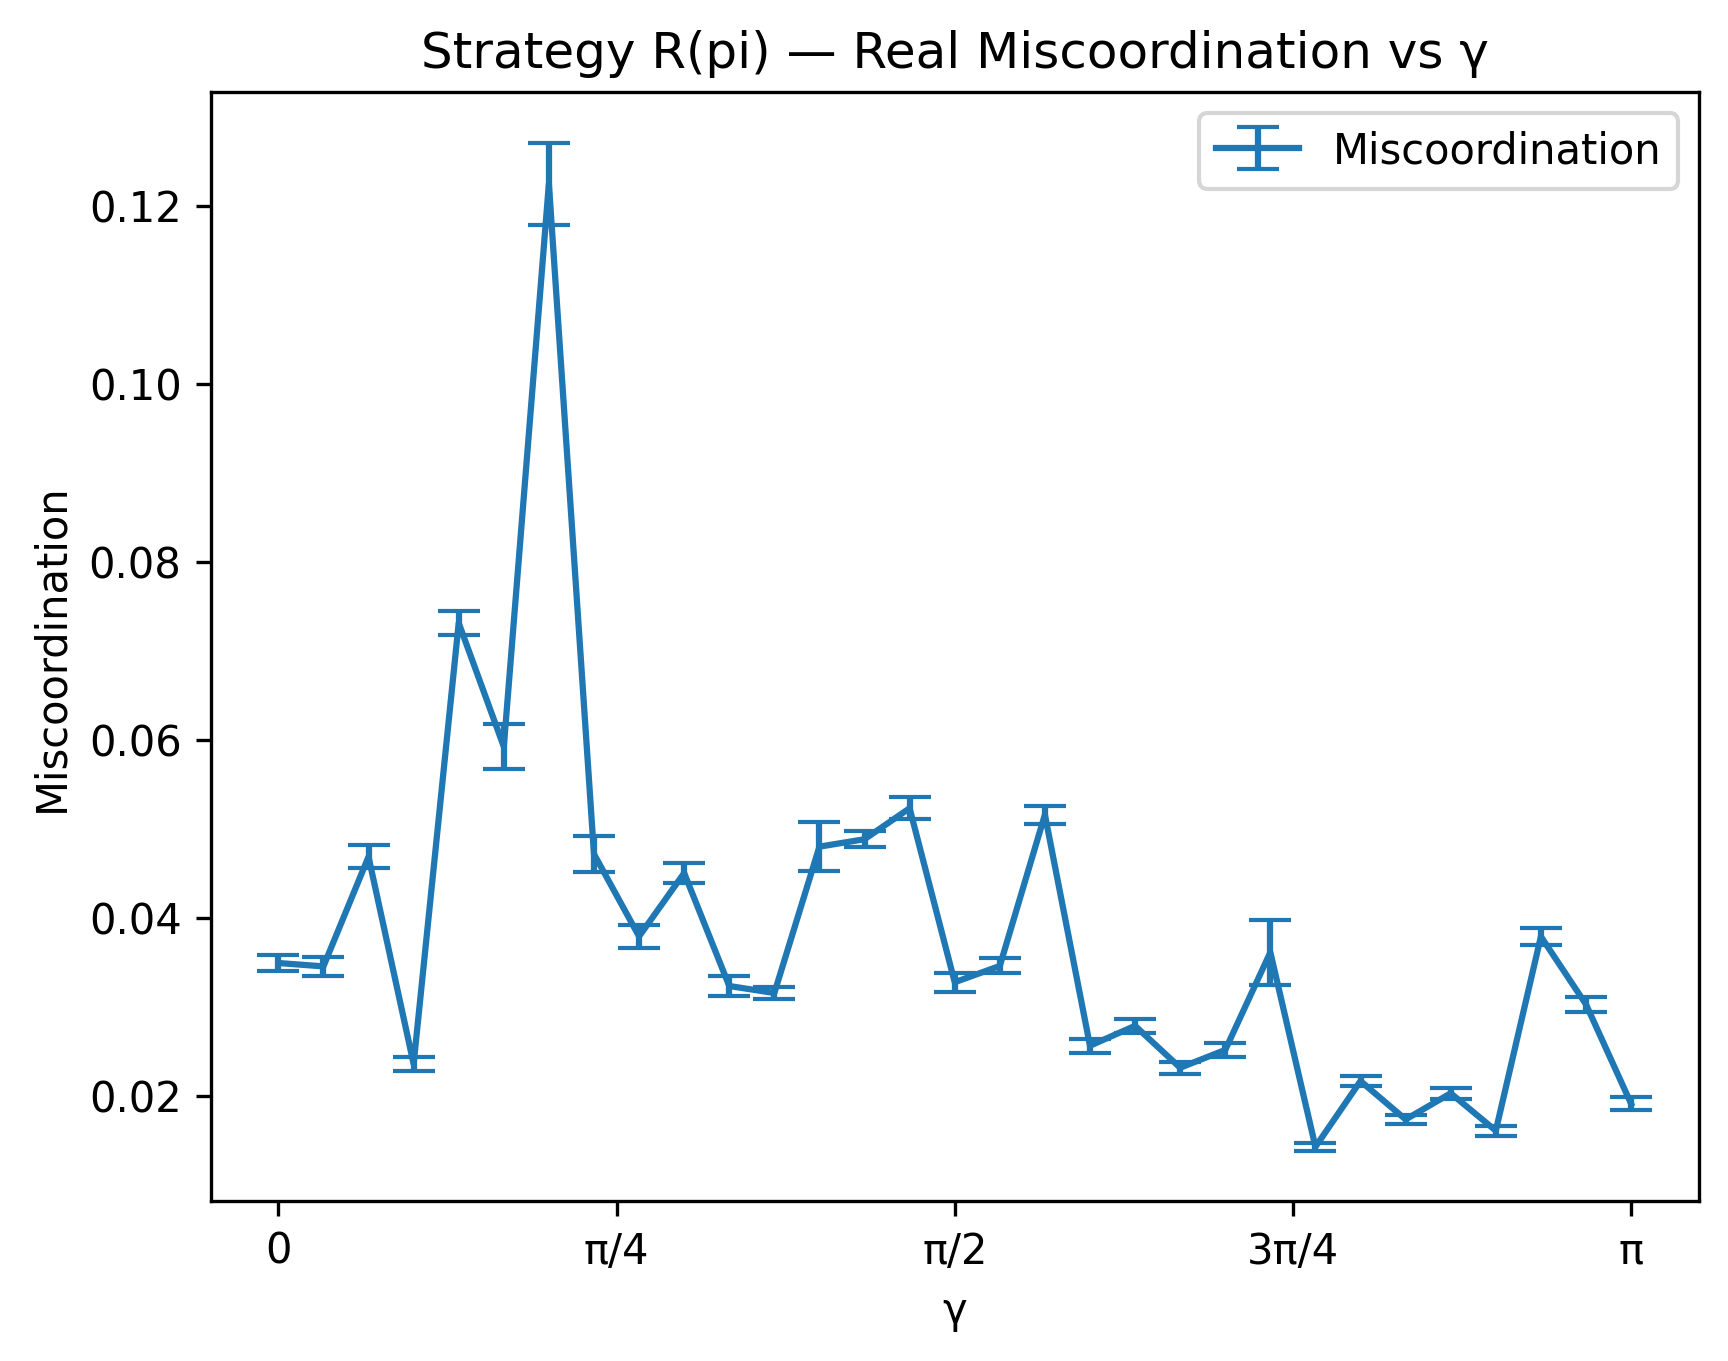 Strategy R(pi) — Real Miscoordination vs γ
Miscoordination
0.12
0.10
0.08
0.06
0.04
0.02
Miscoordination
0 π/4 π/2 3π/4 π
γ